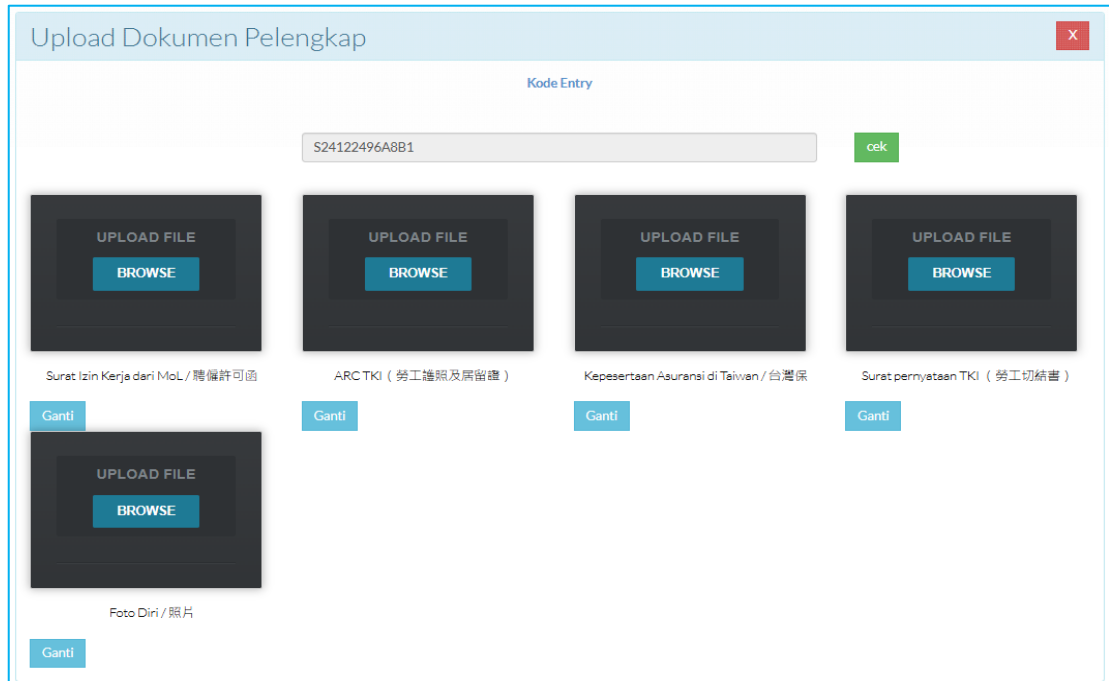 Upload Dokumen Pelengkap
X
Kode Entry
S24122496A8B1
cek
UPLOAD FILE
BROWSE
UPLOAD FILE
BROWSE
UPLOAD FILE
BROWSE
UPLOAD FILE
BROWSE
Surat Izin Kerja dari MoL / 聘僱許可函
ARC TKI ( 勞工護照及居留證 )
Kepesertaan Asuransi di Taiwan / 台灣保
Surat pernyataan TKI ( 勞工切結書 )
Ganti
Ganti
Ganti
Ganti
UPLOAD FILE
BROWSE
Foto Diri / 照片
Ganti